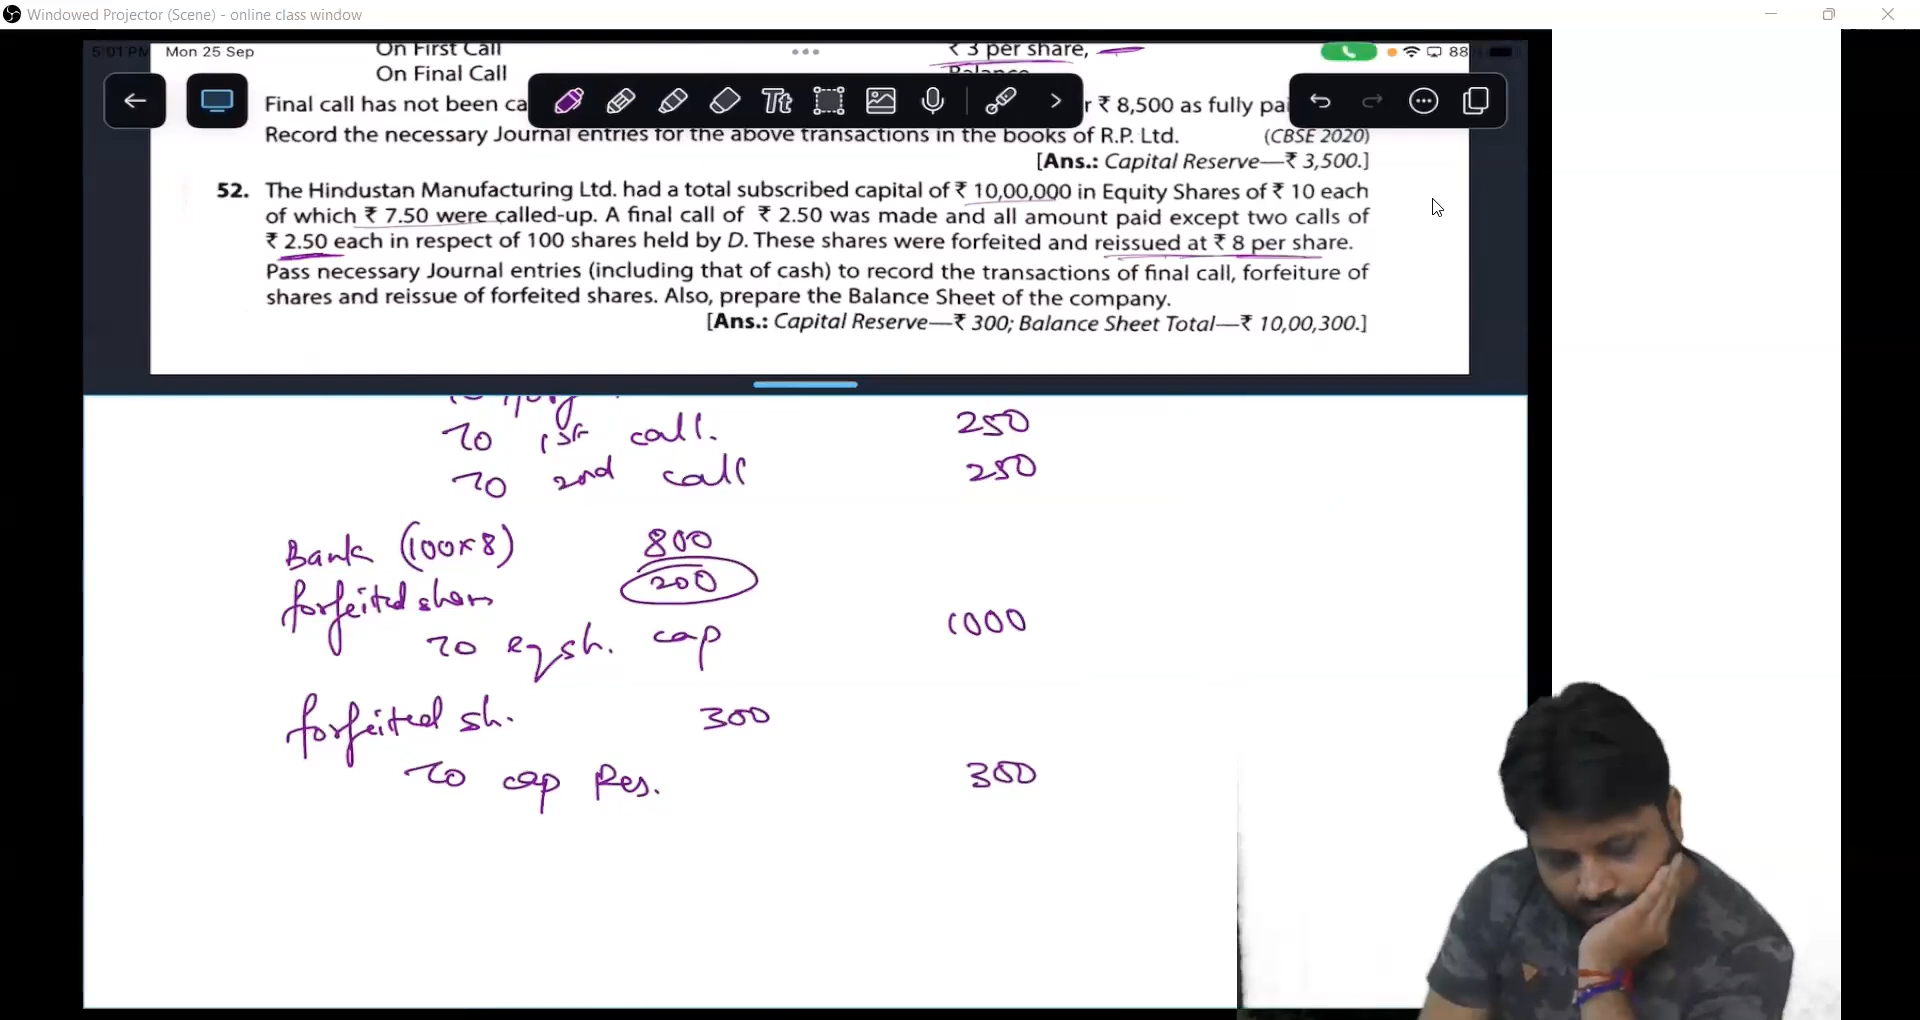 Windowed Projector (Scene) - online class window
5:01 PM Mon 25 Sep
88
On First Call ₹ 3 per share,
On Final Call Balance
Final call has not been ca r ₹ 8,500 as fully pai
Record the necessary Journal entries for the above transactions in the books of R.P. Ltd. (CBSE 2020)
[Ans.: Capital Reserve—₹ 3,500.]
52. The Hindustan Manufacturing Ltd. had a total subscribed capital of ₹ 10,00,000 in Equity Shares of ₹ 10 each
of which ₹ 7.50 were called-up. A final call of ₹ 2.50 was made and all amount paid except two calls of
₹ 2.50 each in respect of 100 shares held by D. These shares were forfeited and reissued at ₹ 8 per share.
Pass necessary Journal entries (including that of cash) to record the transactions of final call, forfeiture of
shares and reissue of forfeited shares. Also, prepare the Balance Sheet of the company.
[Ans.: Capital Reserve—₹ 300; Balance Sheet Total—₹ 10,00,300.]
To 1st call. 250
To 2nd call 250
Bank (100×8) 800
forfeited share 200
To eq sh. cap 1000
forfeited sh. 300
To cap Res. 300